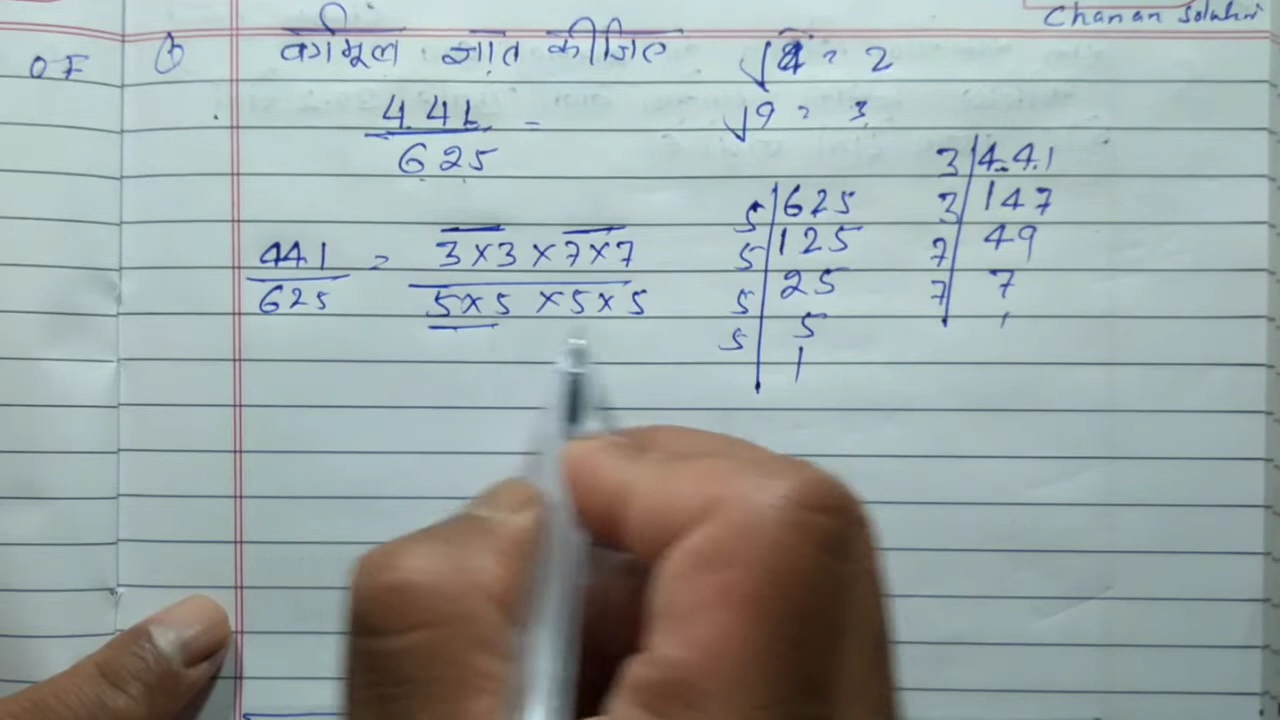 Chanan Solution
OF
① वर्गमूल ज्ञात कीजिए √4 = 2
441 / 625 = √9 = 3
3 | 441
5 | 625 3 | 147
441 / 625 = 3×3×7×7 / 5×5×5×5 5 | 125 7 | 49
5 | 25 7 | 7
5 | 5 1
1